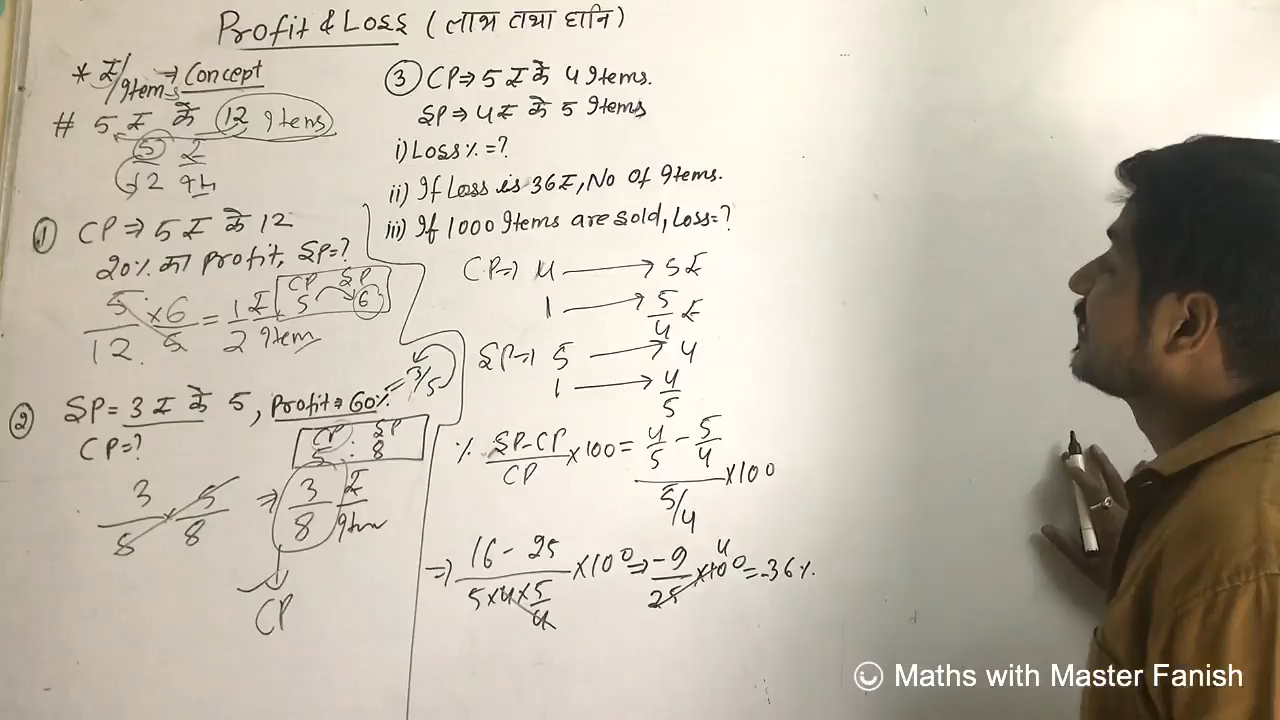 Profit & Loss (लाभ तथा हानि)
* ₹/Items ⇒ Concept
# 5 ₹ के 12 Items
5 ₹
12
① CP ⇒ 5 ₹ के 12
20% का Profit, SP=?
CP SP
5 6
5/12 × 6/5 = 1/2 ₹/Item
② SP = 3 ₹ के 5, Profit = 60% = 3/5
CP=?
CP : SP
5 : 8
3/5 × 5/8 ⇒ 3/8 ₹/Item
CP
③ CP ⇒ 5 ₹ के 4 Items.
SP ⇒ 4 ₹ के 5 Items
i) Loss% = ?
ii) If Loss is 36 ₹, No of Items.
iii) If 1000 Items are sold, Loss=?
CP ⇒ 4 → 5 ₹
1 → 5/4 ₹
SP ⇒ 5 → 4
1 → 4/5
% SP-CP/CP × 100 = 4/5 - 5/4 / 5/4 × 100
⇒ 16 - 25 / 5×4×5/4 × 100 ⇒ -9/25 × 100 4 = -36%.
Maths with Master Fanish